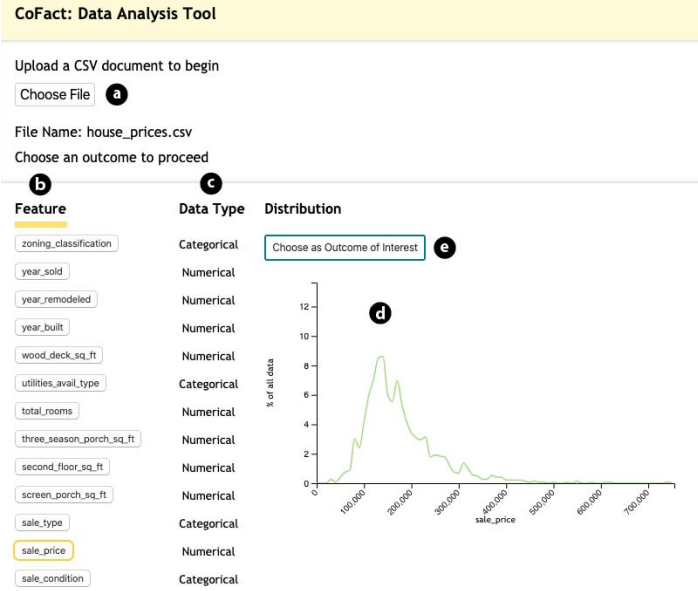 CoFact: Data Analysis Tool
Upload a CSV document to begin
Choose File a
File Name: house_prices.csv
Choose an outcome to proceed
b c
Feature Data Type Distribution
zoning_classification Categorical Choose as Outcome of Interest e
year_sold Numerical
year_remodeled Numerical
year_built Numerical
wood_deck_sq_ft Numerical
utilities_avail_type Categorical
total_rooms Numerical
three_season_porch_sq_ft Numerical
second_floor_sq_ft Numerical
screen_porch_sq_ft Numerical
sale_type Categorical
sale_price Numerical
sale_condition Categorical
d
% of all data
12
10
8
6
4
2
0
0 100,000 200,000 300,000 400,000 500,000 600,000 700,000
sale_price